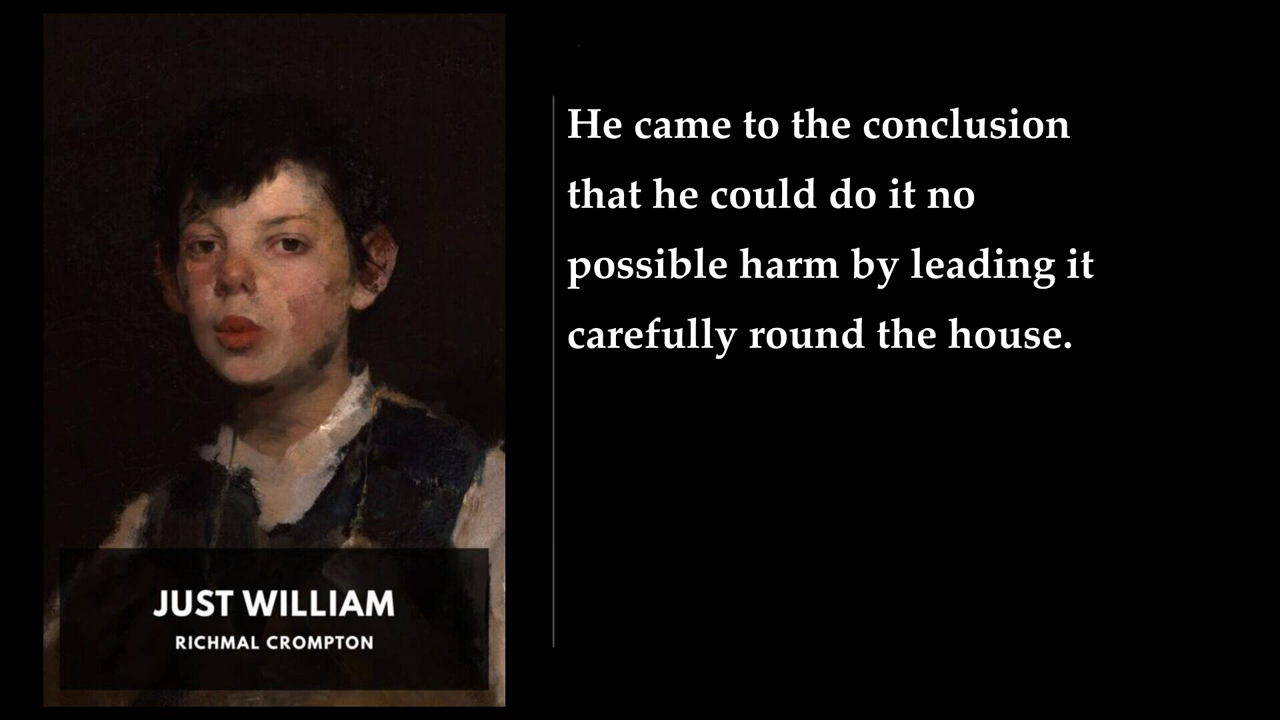 JUST WILLIAM
RICHMAL CROMPTON
He came to the conclusion
that he could do it no
possible harm by leading it
carefully round the house.